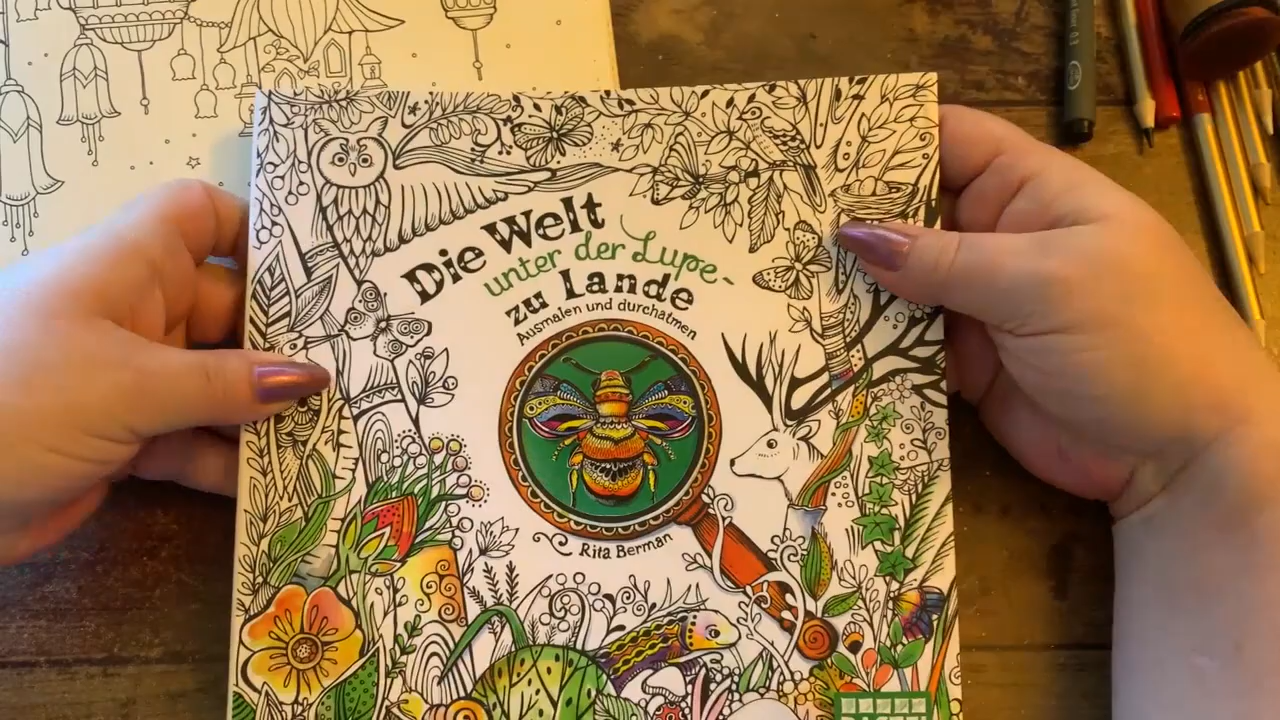 Die Welt
unter der Lupe-
zu Lande
Ausmalen und durchatmen
Rita Berman